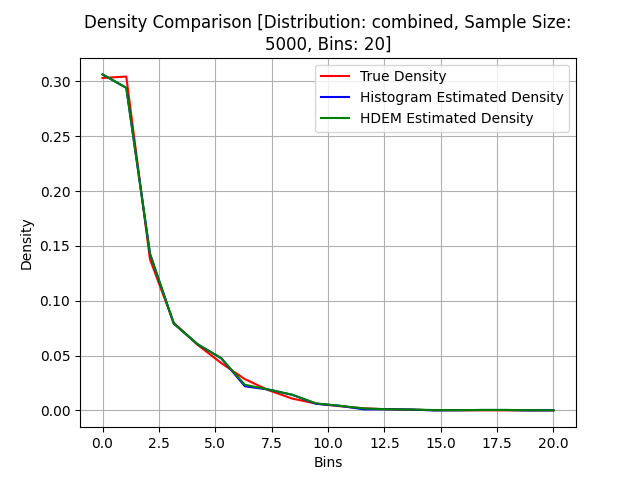 Density Comparison [Distribution: combined, Sample Size:
5000, Bins: 20]
True Density
Histogram Estimated Density
HDEM Estimated Density
Density
0.30
0.25
0.20
0.15
0.10
0.05
0.00
0.0 2.5 5.0 7.5 10.0 12.5 15.0 17.5 20.0
Bins